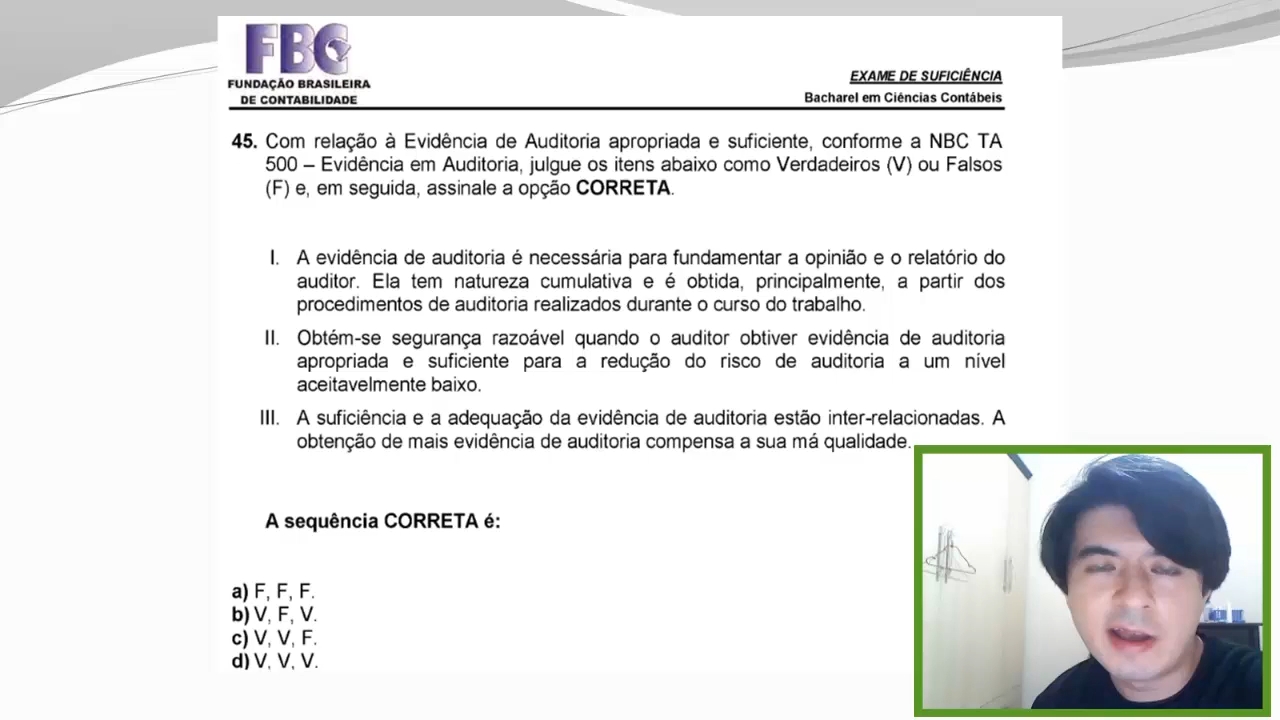 FBC
FUNDAÇÃO BRASILEIRA
DE CONTABILIDADE
EXAME DE SUFICIÊNCIA
Bacharel em Ciências Contábeis
45. Com relação à Evidência de Auditoria apropriada e suficiente, conforme a NBC TA
500 – Evidência em Auditoria, julgue os itens abaixo como Verdadeiros (V) ou Falsos
(F) e, em seguida, assinale a opção CORRETA.
I. A evidência de auditoria é necessária para fundamentar a opinião e o relatório do
auditor. Ela tem natureza cumulativa e é obtida, principalmente, a partir dos
procedimentos de auditoria realizados durante o curso do trabalho.
II. Obtém-se segurança razoável quando o auditor obtiver evidência de auditoria
apropriada e suficiente para a redução do risco de auditoria a um nível
aceitavelmente baixo.
III. A suficiência e a adequação da evidência de auditoria estão inter-relacionadas. A
obtenção de mais evidência de auditoria compensa a sua má qualidade.
A sequência CORRETA é:
a) F, F, F.
b) V, F, V.
c) V, V, F.
d) V, V, V.